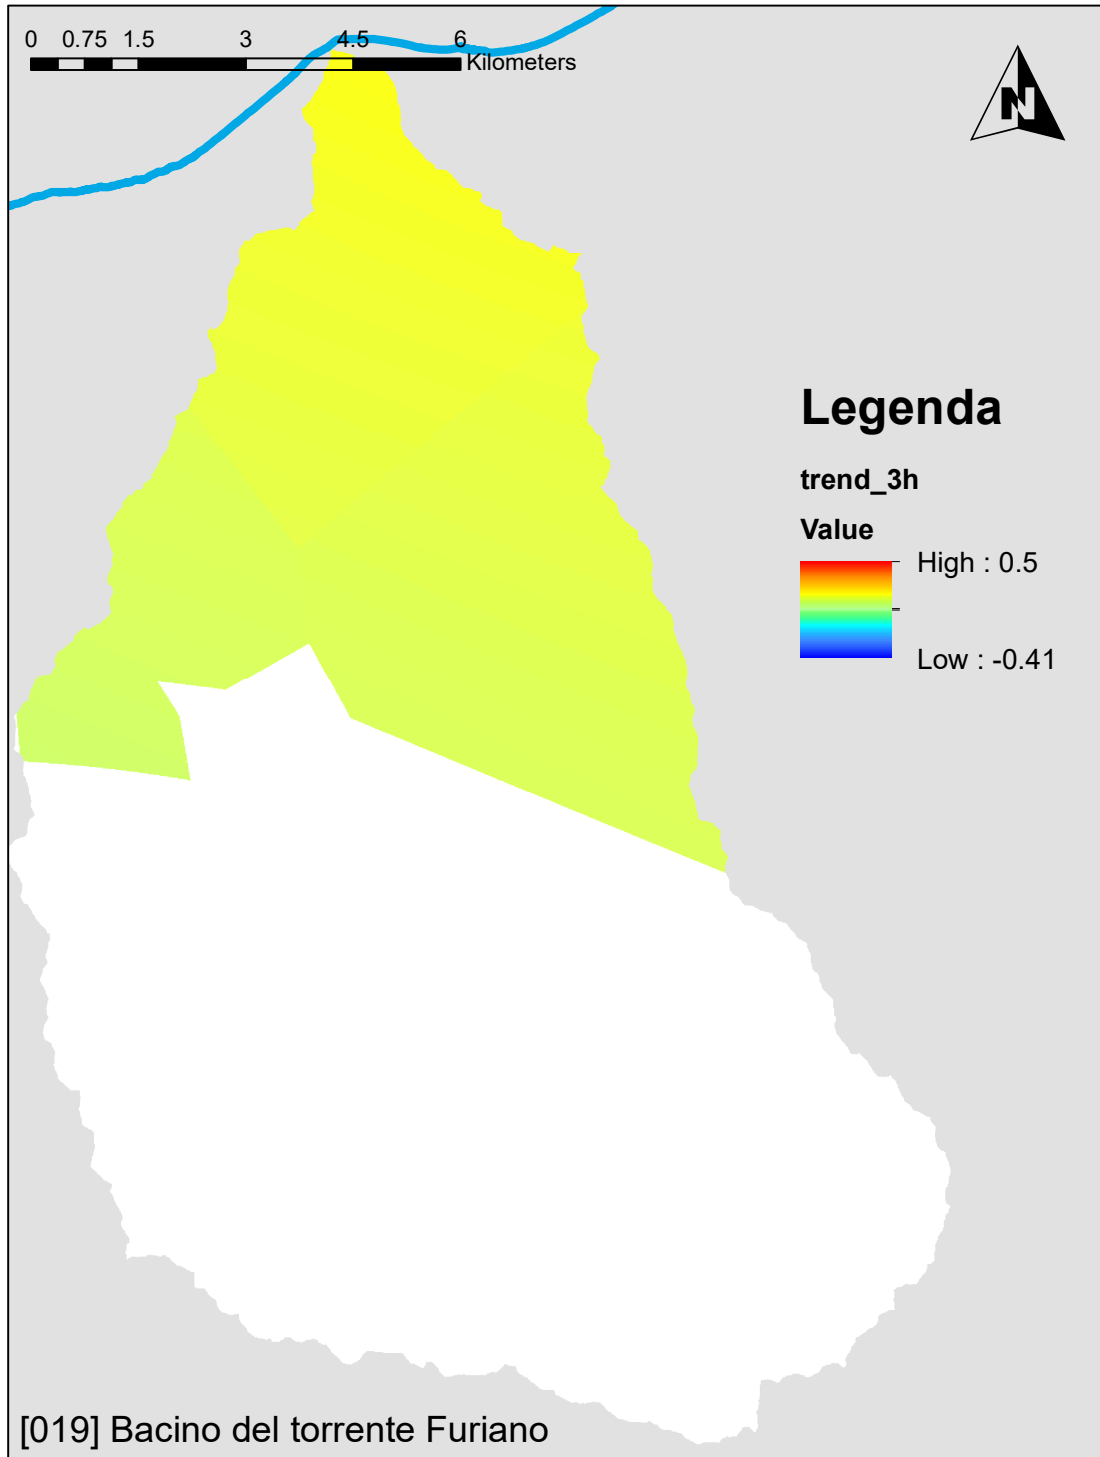 0 0.75 1.5 3 4.5 6
Kilometers
N
Legenda
trend_3h
Value
High : 0.5
Low : -0.41
[019] Bacino del torrente Furiano